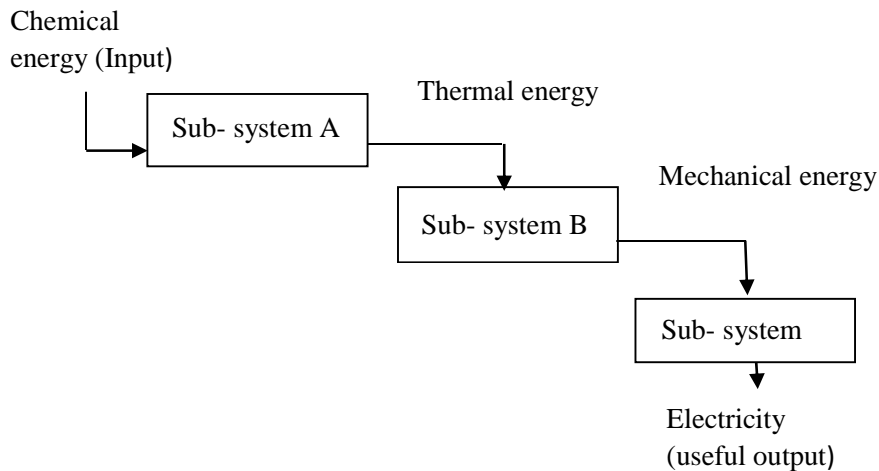 Chemical
energy (Input)
Thermal energy
Sub- system A
Mechanical energy
Sub- system B
Sub- system
Electricity
(useful output)